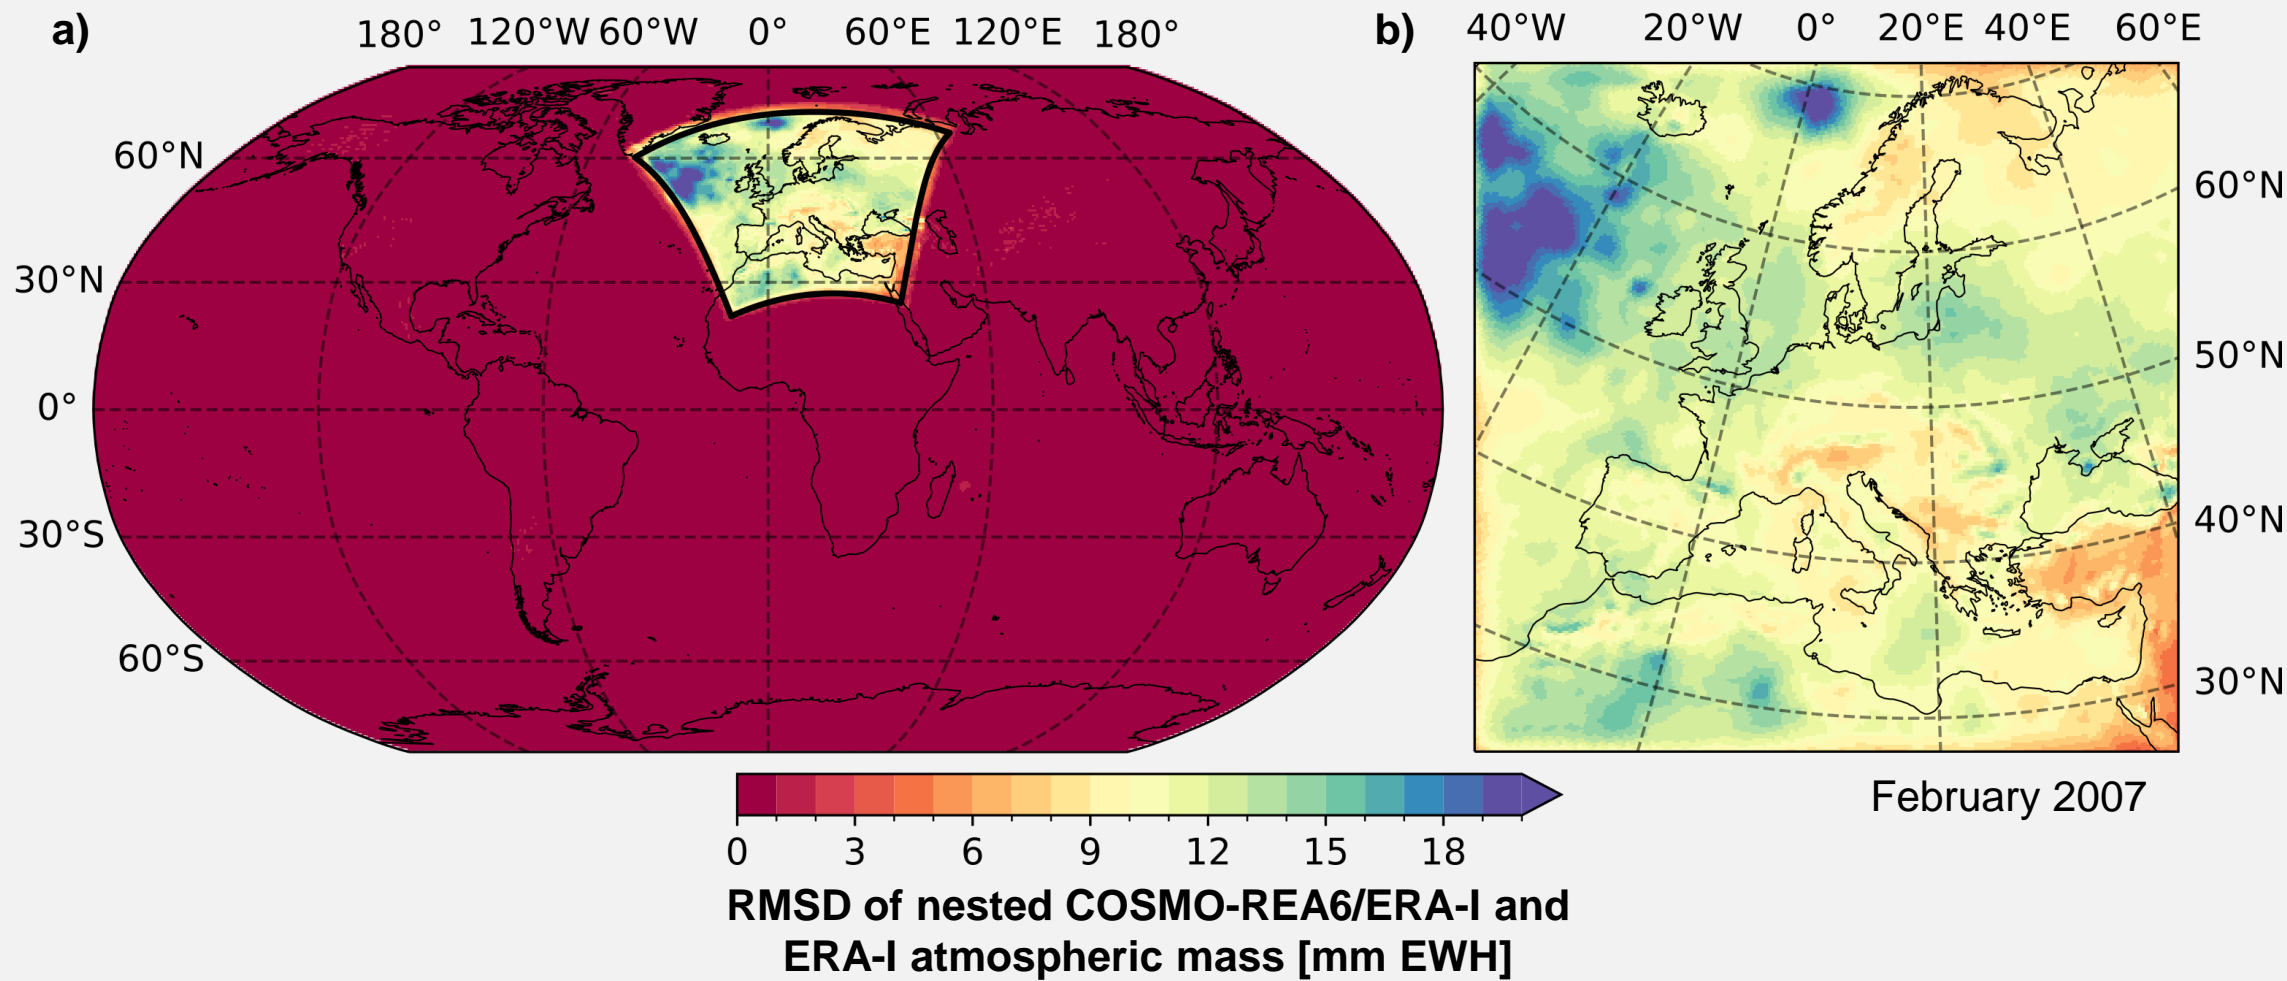 a) 180° 120°W 60°W 0° 60°E 120°E 180°
b) 40°W 20°W 0° 20°E 40°E 60°E
60°N
30°N
0°
30°S
60°S
60°N
50°N
40°N
30°N
February 2007
0 3 6 9 12 15 18
RMSD of nested COSMO-REA6/ERA-I and
ERA-I atmospheric mass [mm EWH]